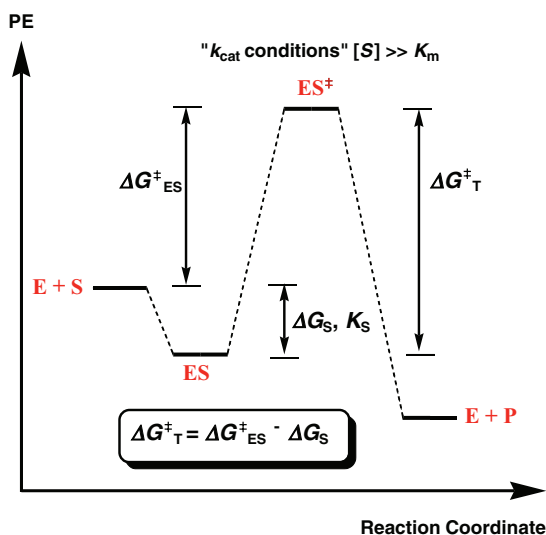 PE
"kcat conditions" [S] >> Km
ES‡
ΔG‡ES
ΔG‡T
E + S
ΔGS, KS
ES
E + P
ΔG‡T = ΔG‡ES - ΔGS
Reaction Coordinate